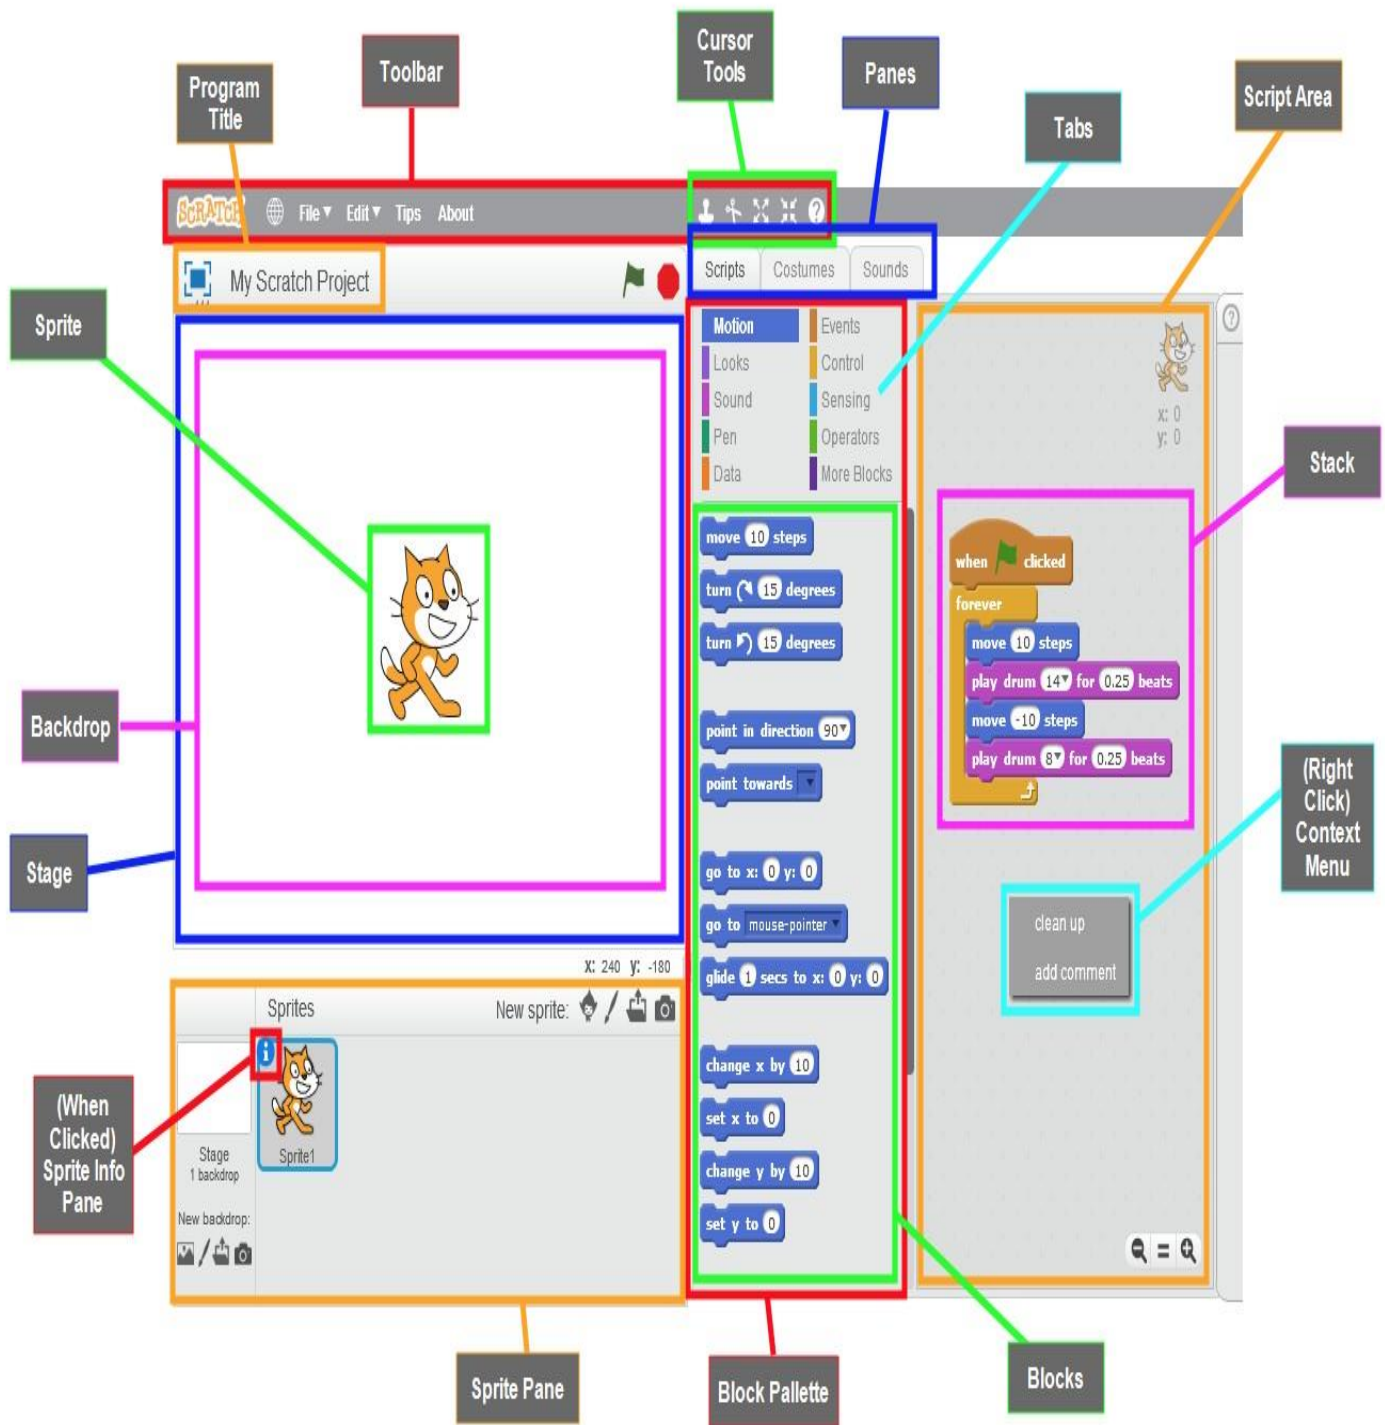 Cursor
Tools
Toolbar
Panes
Program
Title
Script Area
Tabs
SCRATCH File Edit Tips About
My Scratch Project
Scripts Costumes Sounds
Sprite
Motion Events
Looks Control
Sound Sensing
Pen Operators
Data More Blocks
x: 0
y: 0
Stack
move 10 steps
turn 15 degrees
turn 15 degrees
point in direction 90
point towards
go to x: 0 y: 0
go to mouse-pointer
glide 1 secs to x: 0 y: 0
change x by 10
set x to 0
change y by 10
set y to 0
when clicked
forever
move 10 steps
play drum 14 for 0.25 beats
move -10 steps
play drum 8 for 0.25 beats
Backdrop
(Right
Click)
Context
Menu
Stage
clean up
add comment
x: 240 y: -180
Sprites New sprite:
(When
Clicked)
Sprite Info
Pane
Stage
1 backdrop
New backdrop:
Sprite1
Sprite Pane
Block Pallette
Blocks